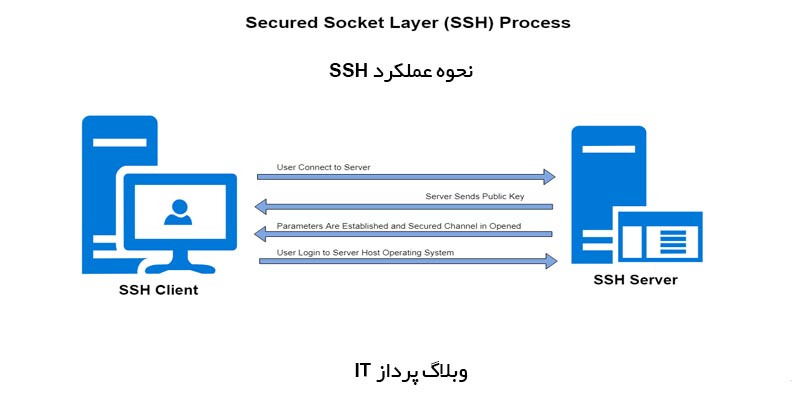 Secured Socket Layer (SSH) Process
نحوه عملکرد SSH
User Connect to Server
Server Sends Public Key
Parameters Are Established and Secured Channel in Opened
User Login to Server Host Operating System
SSH Client
SSH Server
وبلاگ پرداز IT